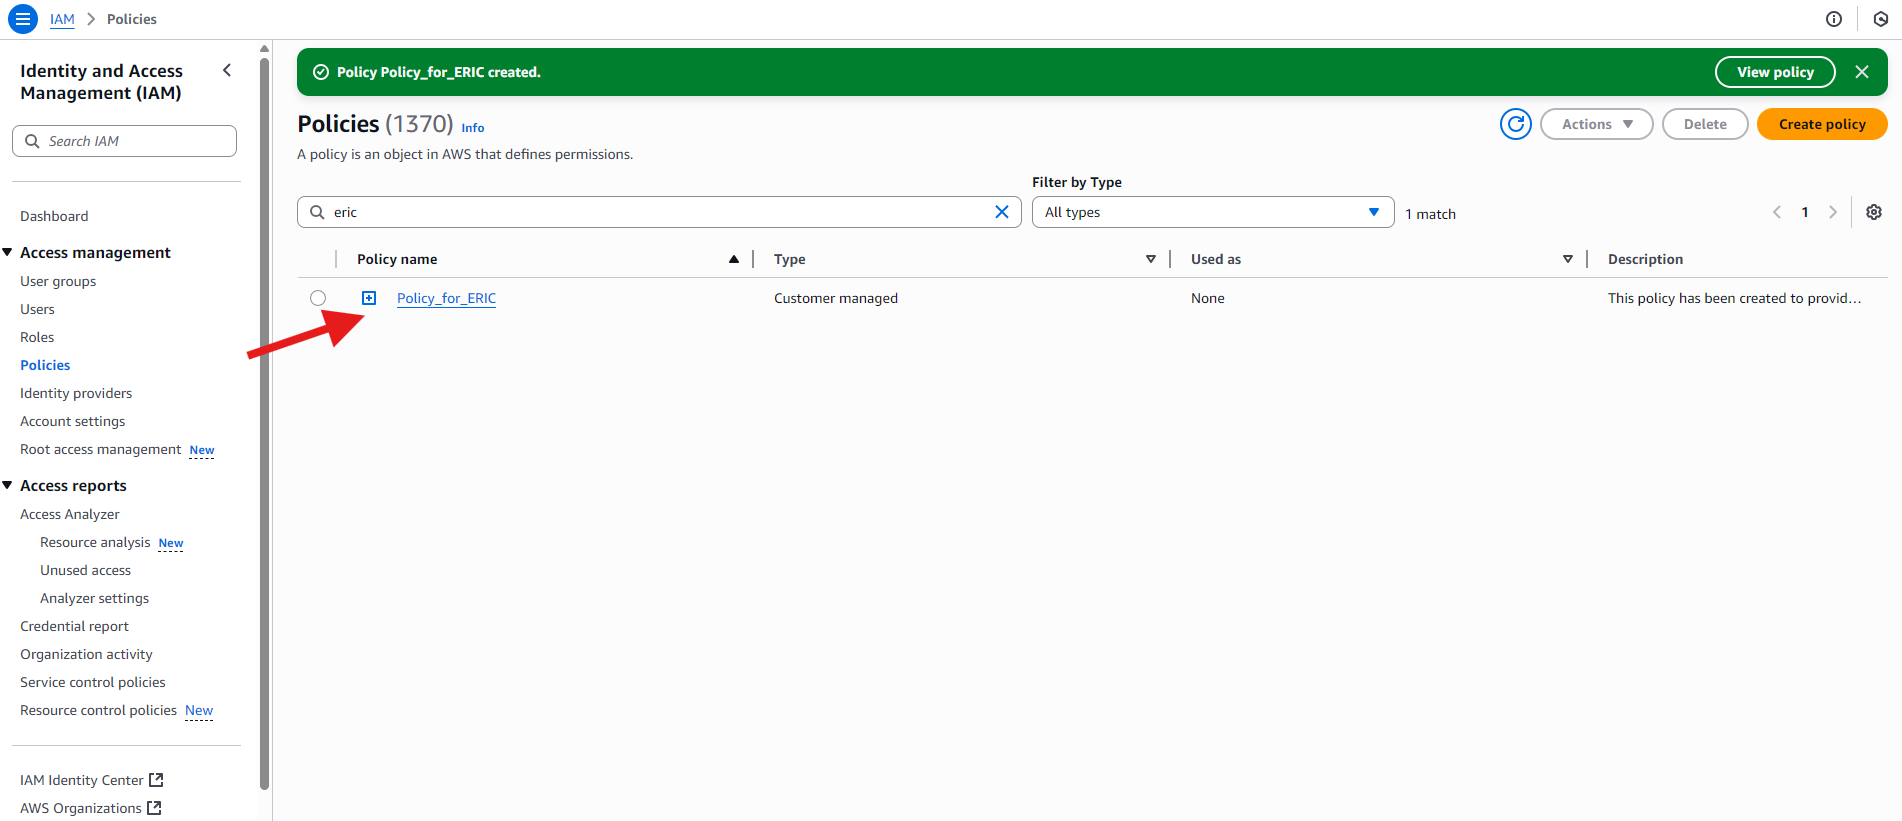 IAM > Policies
Identity and Access
Management (IAM)
Search IAM
Dashboard
Access management
User groups
Users
Roles
Policies
Identity providers
Account settings
Root access management New
Access reports
Access Analyzer
Resource analysis New
Unused access
Analyzer settings
Credential report
Organization activity
Service control policies
Resource control policies New
IAM Identity Center
AWS Organizations
Policy Policy_for_ERIC created.
View policy
Policies (1370) Info
Actions
Delete
Create policy
A policy is an object in AWS that defines permissions.
Filter by Type
eric
All types
1 match
1
Policy name Type Used as Description
Policy_for_ERIC Customer managed None This policy has been created to provid...